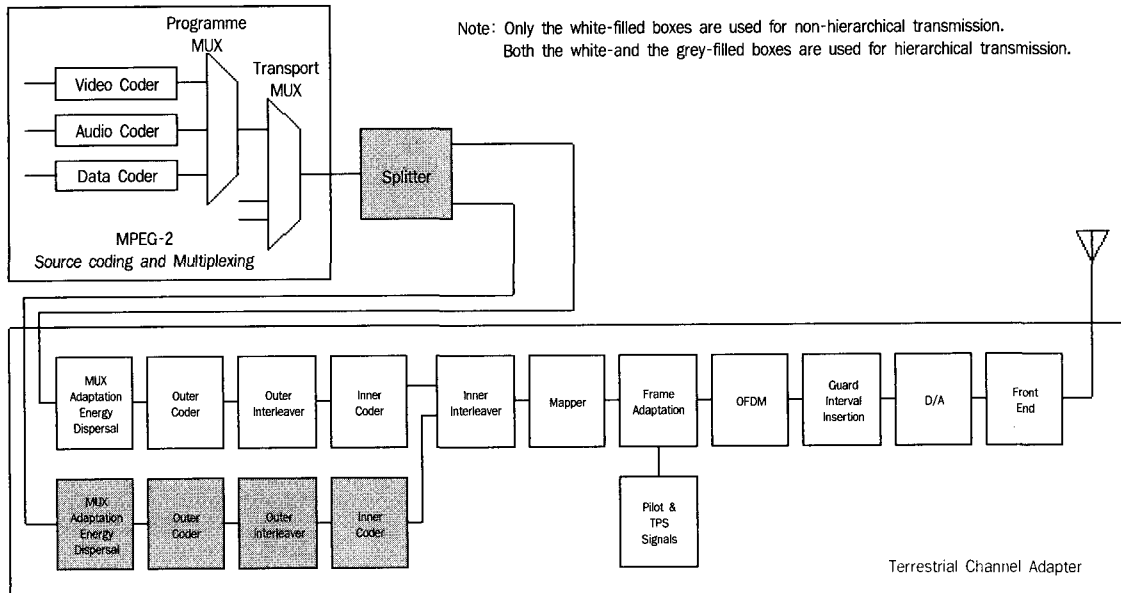 Programme
MUX
Note: Only the white-filled boxes are used for non-hierarchical transmission.
Both the white-and the grey-filled boxes are used for hierarchical transmission.
Transport
MUX
Video Coder
Audio Coder
Data Coder
Splitter
MPEG-2
Source coding and Multiplexing
MUX
Adaptation
Energy
Dispersal
Outer
Coder
Outer
Interleaver
Inner
Coder
Inner
Interleaver
Mapper
Frame
Adaptation
OFDM
Guard
Interval
Insertion
D/A
Front
End
MUX
Adaptation
Energy
Dispersal
Outer
Coder
Outer
Interleaver
Inner
Coder
Pilot &
TPS
Signals
Terrestrial Channel Adapter